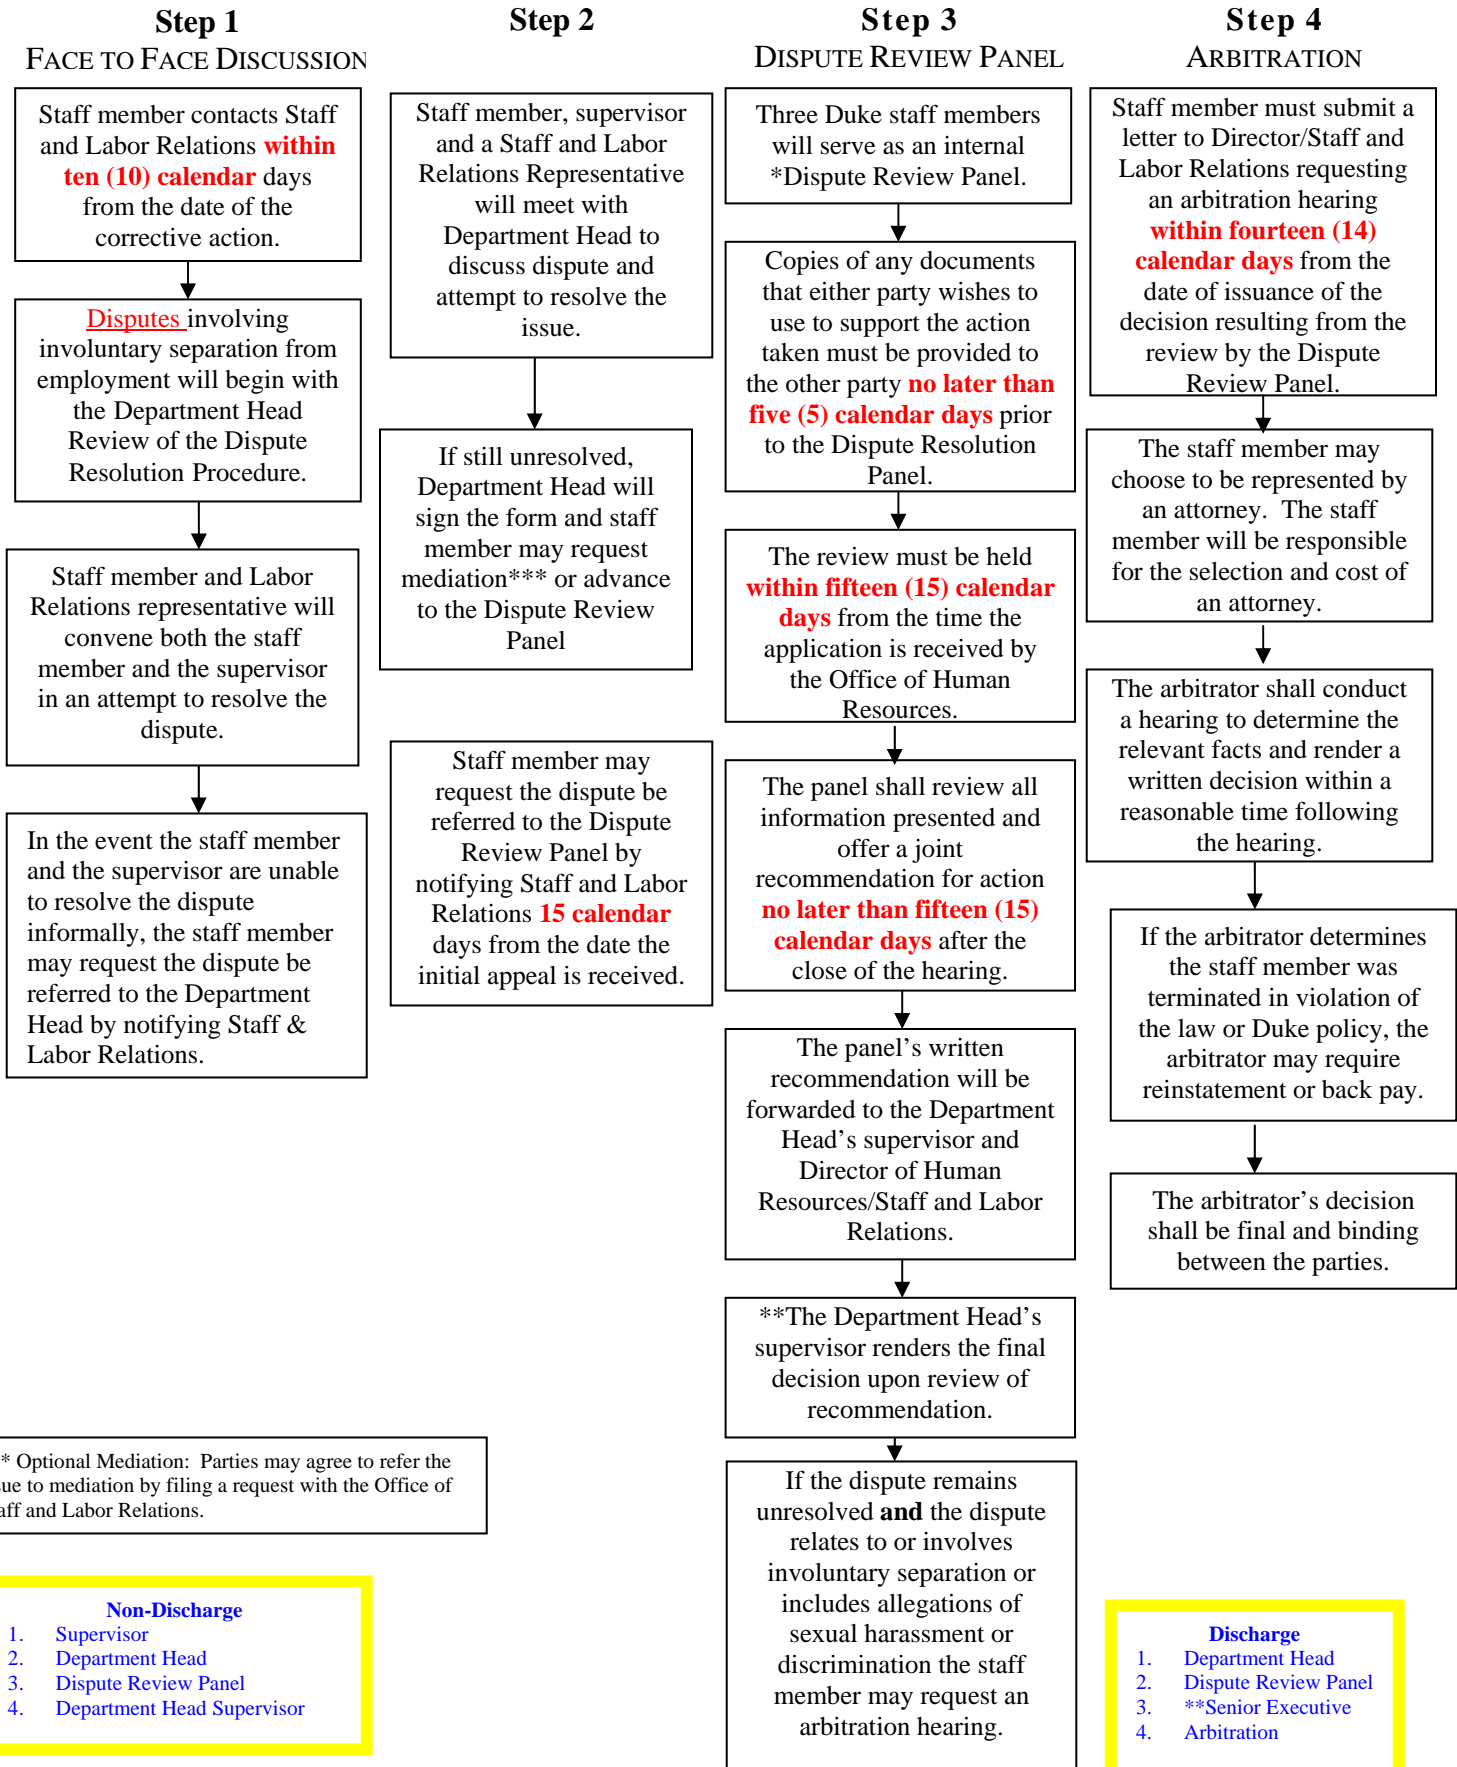 Step 1
FACE TO FACE DISCUSSION
Staff member contacts Staff
and Labor Relations within
ten (10) calendar days
from the date of the
corrective action.
Disputes involving
involuntary separation from
employment will begin with
the Department Head
Review of the Dispute
Resolution Procedure.
Staff member and Labor
Relations representative will
convene both the staff
member and the supervisor
in an attempt to resolve the
dispute.
In the event the staff member
and the supervisor are unable
to resolve the dispute
informally, the staff member
may request the dispute be
referred to the Department
Head by notifying Staff &
Labor Relations.
Step 2
Staff member, supervisor
and a Staff and Labor
Relations Representative
will meet with
Department Head to
discuss dispute and
attempt to resolve the
issue.
If still unresolved,
Department Head will
sign the form and staff
member may request
mediation*** or advance
to the Dispute Review
Panel
Staff member may
request the dispute be
referred to the Dispute
Review Panel by
notifying Staff and Labor
Relations 15 calendar
days from the date the
initial appeal is received.
Step 3
DISPUTE REVIEW PANEL
Three Duke staff members
will serve as an internal
*Dispute Review Panel.
Copies of any documents
that either party wishes to
use to support the action
taken must be provided to
the other party no later than
five (5) calendar days prior
to the Dispute Resolution
Panel.
The review must be held
within fifteen (15) calendar
days from the time the
application is received by
the Office of Human
Resources.
The panel shall review all
information presented and
offer a joint
recommendation for action
no later than fifteen (15)
calendar days after the
close of the hearing.
The panel’s written
recommendation will be
forwarded to the Department
Head’s supervisor and
Director of Human
Resources/Staff and Labor
Relations.
**The Department Head’s
supervisor renders the final
decision upon review of
recommendation.
If the dispute remains
unresolved and the dispute
relates to or involves
involuntary separation or
includes allegations of
sexual harassment or
discrimination the staff
member may request an
arbitration hearing.
Step 4
ARBITRATION
Staff member must submit a
letter to Director/Staff and
Labor Relations requesting
an arbitration hearing
within fourteen (14)
calendar days from the
date of issuance of the
decision resulting from the
review by the Dispute
Review Panel.
The staff member may
choose to be represented by
an attorney. The staff
member will be responsible
for the selection and cost of
an attorney.
The arbitrator shall conduct
a hearing to determine the
relevant facts and render a
written decision within a
reasonable time following
the hearing.
If the arbitrator determines
the staff member was
terminated in violation of
the law or Duke policy, the
arbitrator may require
reinstatement or back pay.
The arbitrator’s decision
shall be final and binding
between the parties.
* Optional Mediation: Parties may agree to refer the
sue to mediation by filing a request with the Office of
aff and Labor Relations.
Non-Discharge
1. Supervisor
2. Department Head
3. Dispute Review Panel
4. Department Head Supervisor
Discharge
1. Department Head
2. Dispute Review Panel
3. **Senior Executive
4. Arbitration